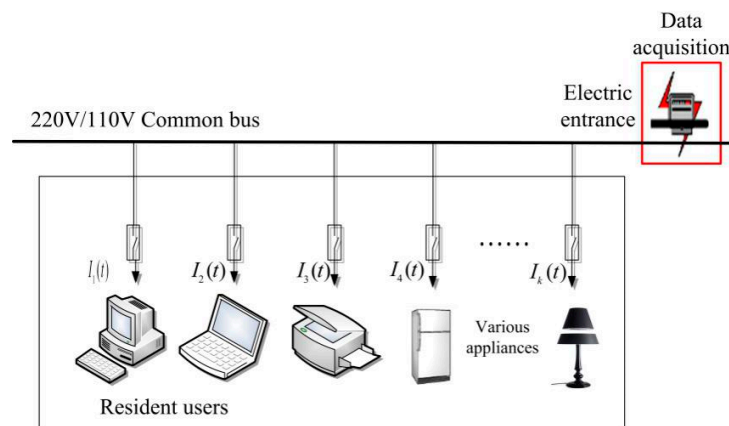 Data
acquisition
Electric
entrance
220V/110V Common bus
I₁(t)
I₂(t)
I₃(t)
I₄(t)
......
Iₖ(t)
Various
appliances
Resident users